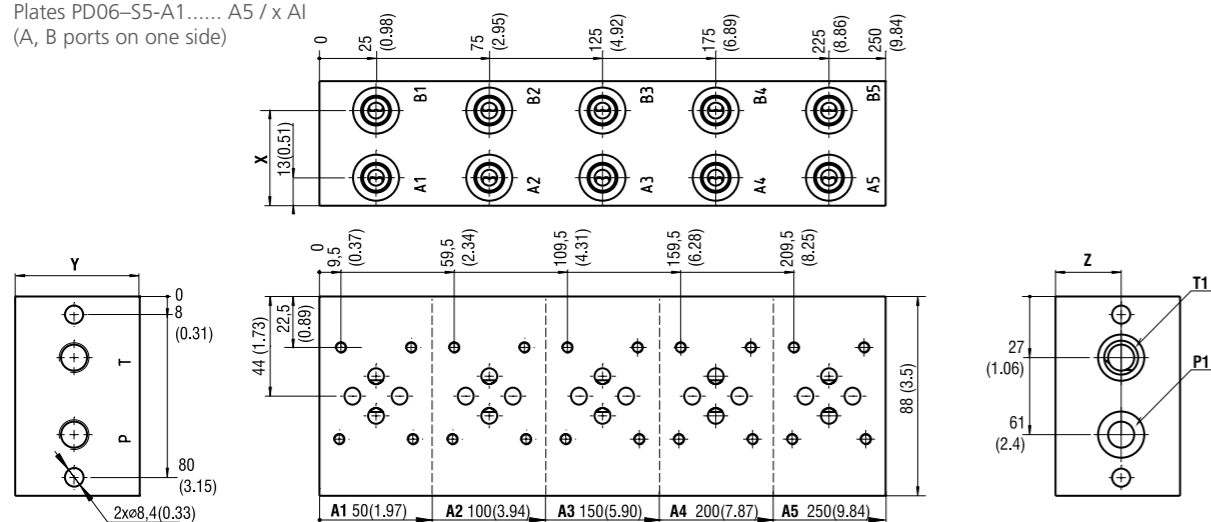 Plates PD06–S5-A1...... A5 / x Al
(A, B ports on one side)
0
25
(0.98)
75
(2.95)
125
(4.92)
175
(6.89)
225
(8.86)
250
(9.84)
X
13(0.51)
B1
B2
B3
B4
B5
A1
A2
A3
A4
A5
Y
0
8
(0.31)
T
P
80
(3.15)
2xø8,4(0.33)
0
9,5
(0.37)
59,5
(2.34)
109,5
(4.31)
159,5
(6.28)
209,5
(8.25)
44 (1.73)
22,5
(0.89)
88 (3.5)
A1 50(1.97)
A2 100(3.94)
A3 150(5.90)
A4 200(7.87)
A5 250(9.84)
Z
T1
27
(1.06)
P1
61
(2.4)